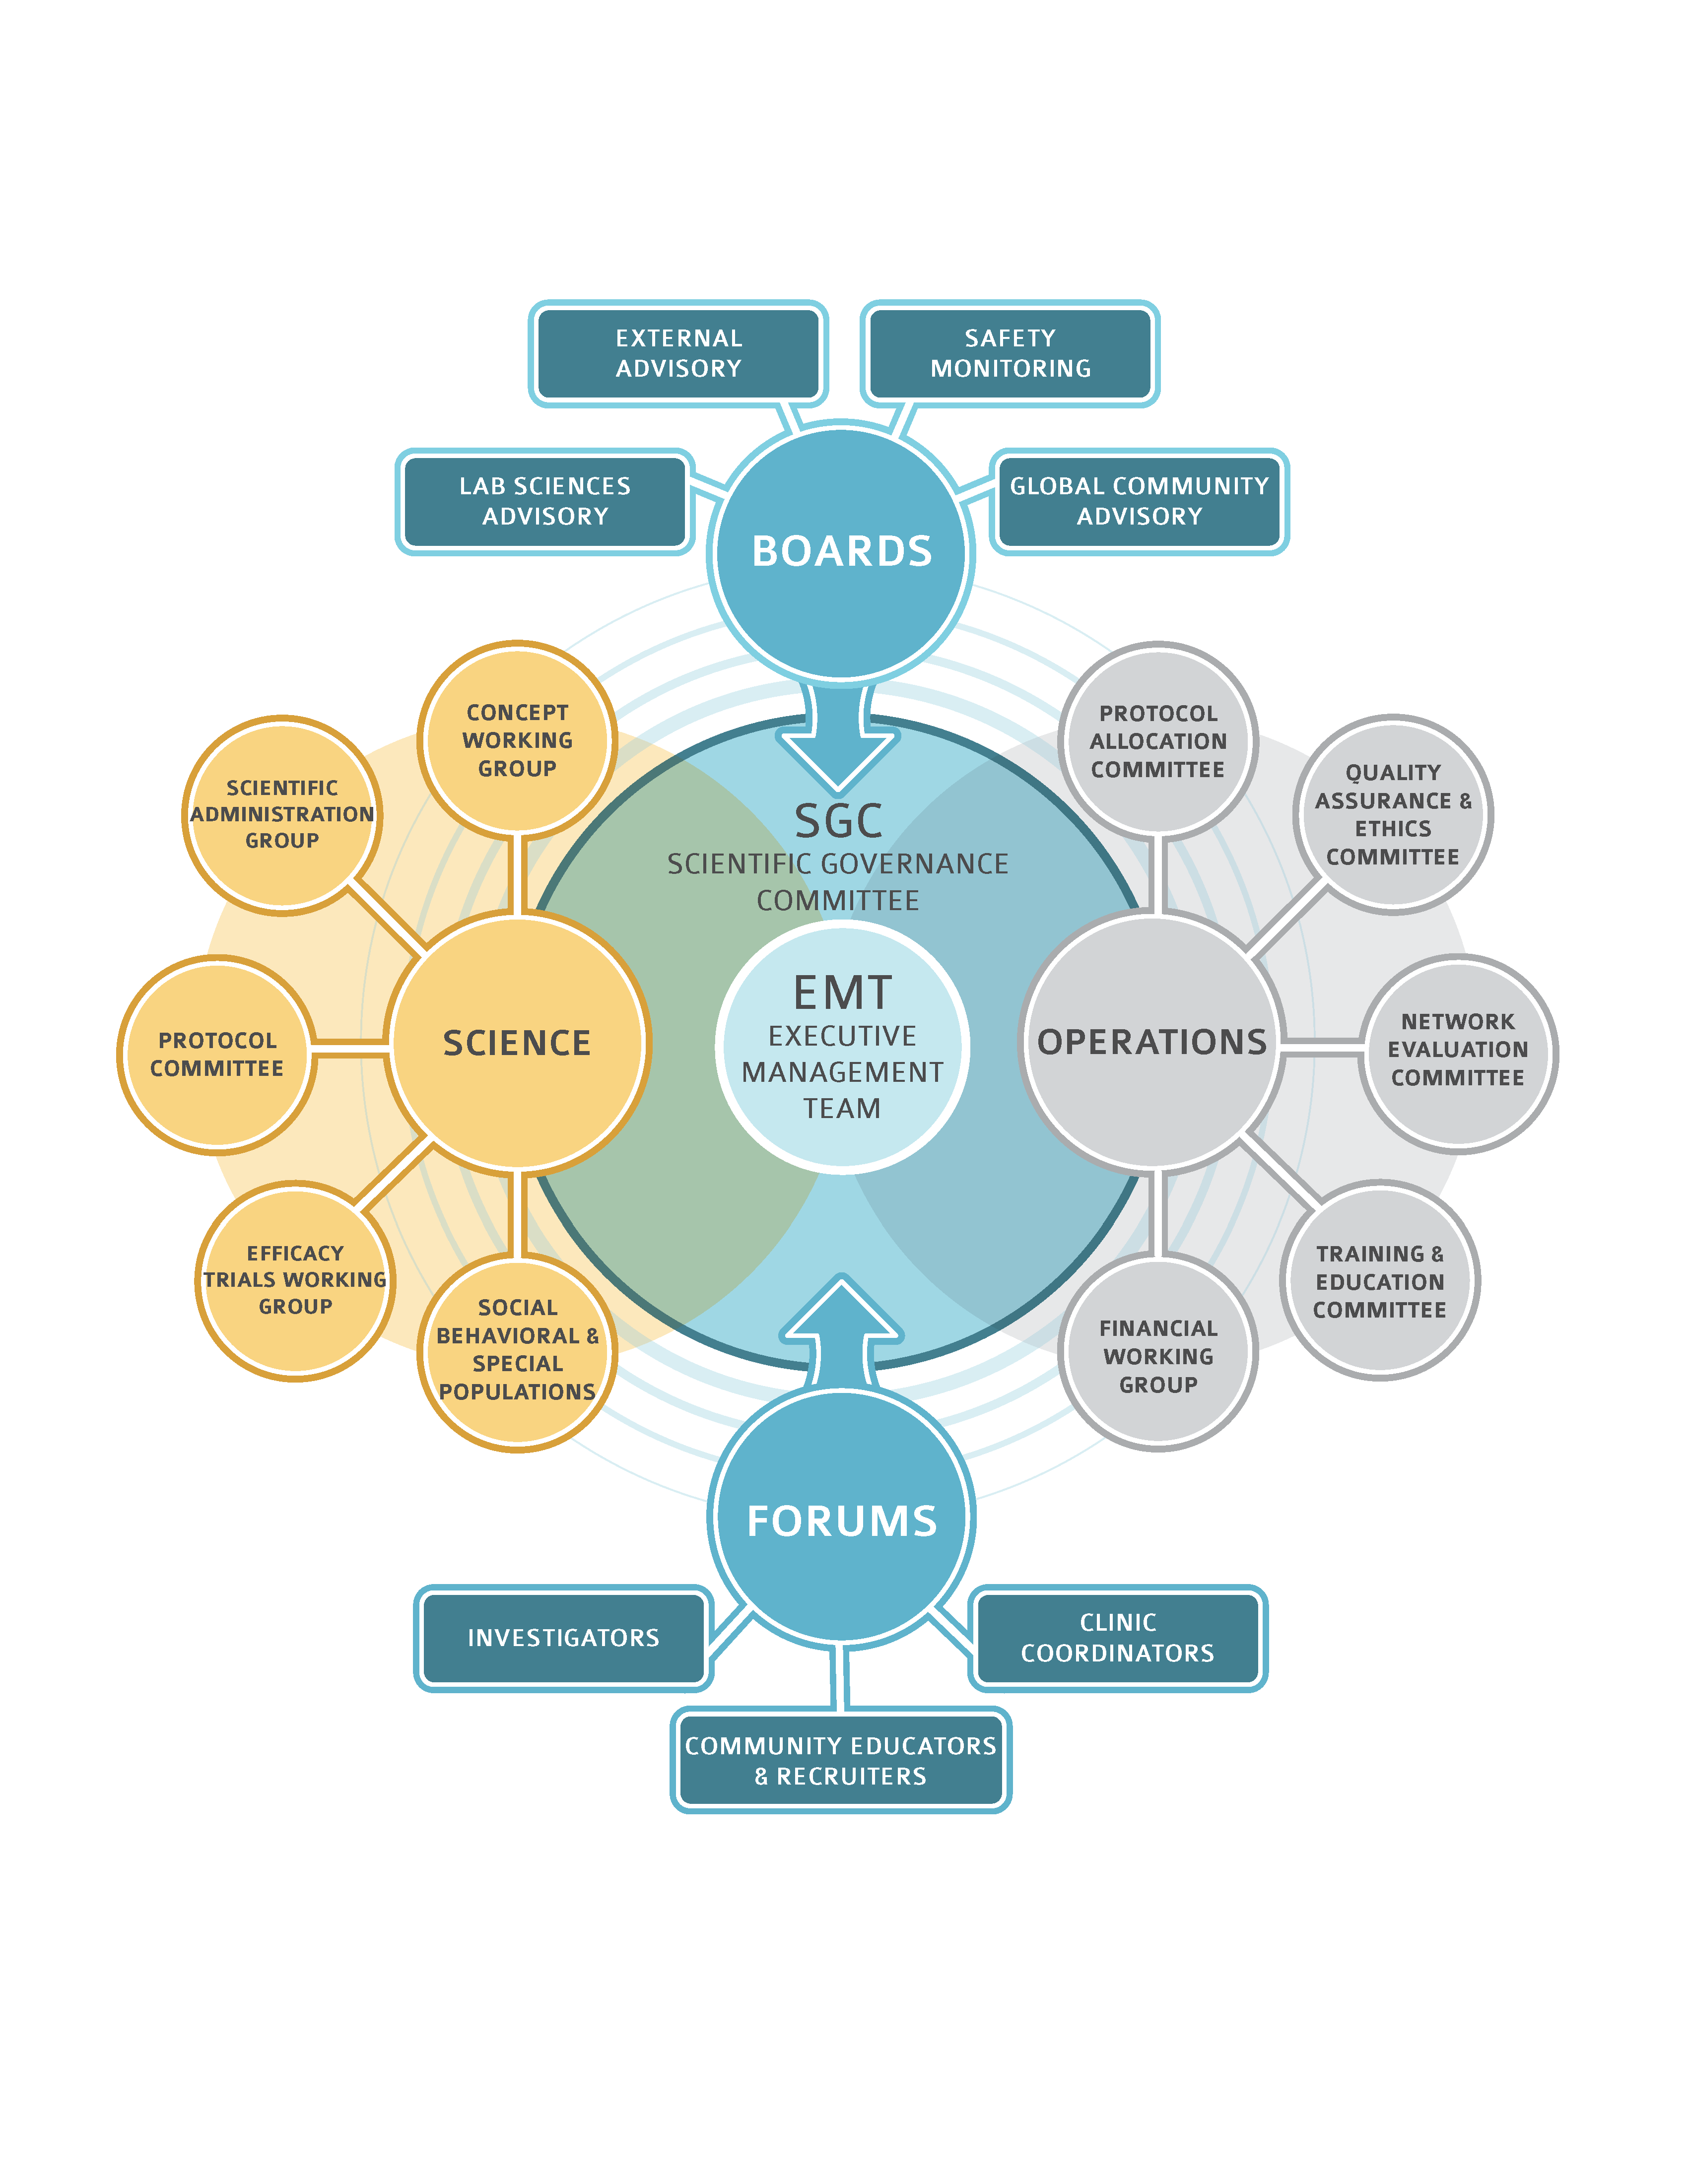 EXTERNAL
ADVISORY
SAFETY
MONITORING
LAB SCIENCES
ADVISORY
GLOBAL COMMUNITY
ADVISORY
BOARDS
CONCEPT
WORKING
GROUP
SCIENTIFIC
ADMINISTRATION
GROUP
PROTOCOL
COMMITTEE
EFFICACY
TRIALS WORKING
GROUP
SOCIAL
BEHAVIORAL &
SPECIAL
POPULATIONS
SCIENCE
SGC
SCIENTIFIC GOVERNANCE
COMMITTEE
EMT
EXECUTIVE
MANAGEMENT
TEAM
OPERATIONS
PROTOCOL
ALLOCATION
COMMITTEE
QUALITY
ASSURANCE &
ETHICS
COMMITTEE
NETWORK
EVALUATION
COMMITTEE
TRAINING &
EDUCATION
COMMITTEE
FINANCIAL
WORKING
GROUP
FORUMS
INVESTIGATORS
CLINIC
COORDINATORS
COMMUNITY EDUCATORS
& RECRUITERS